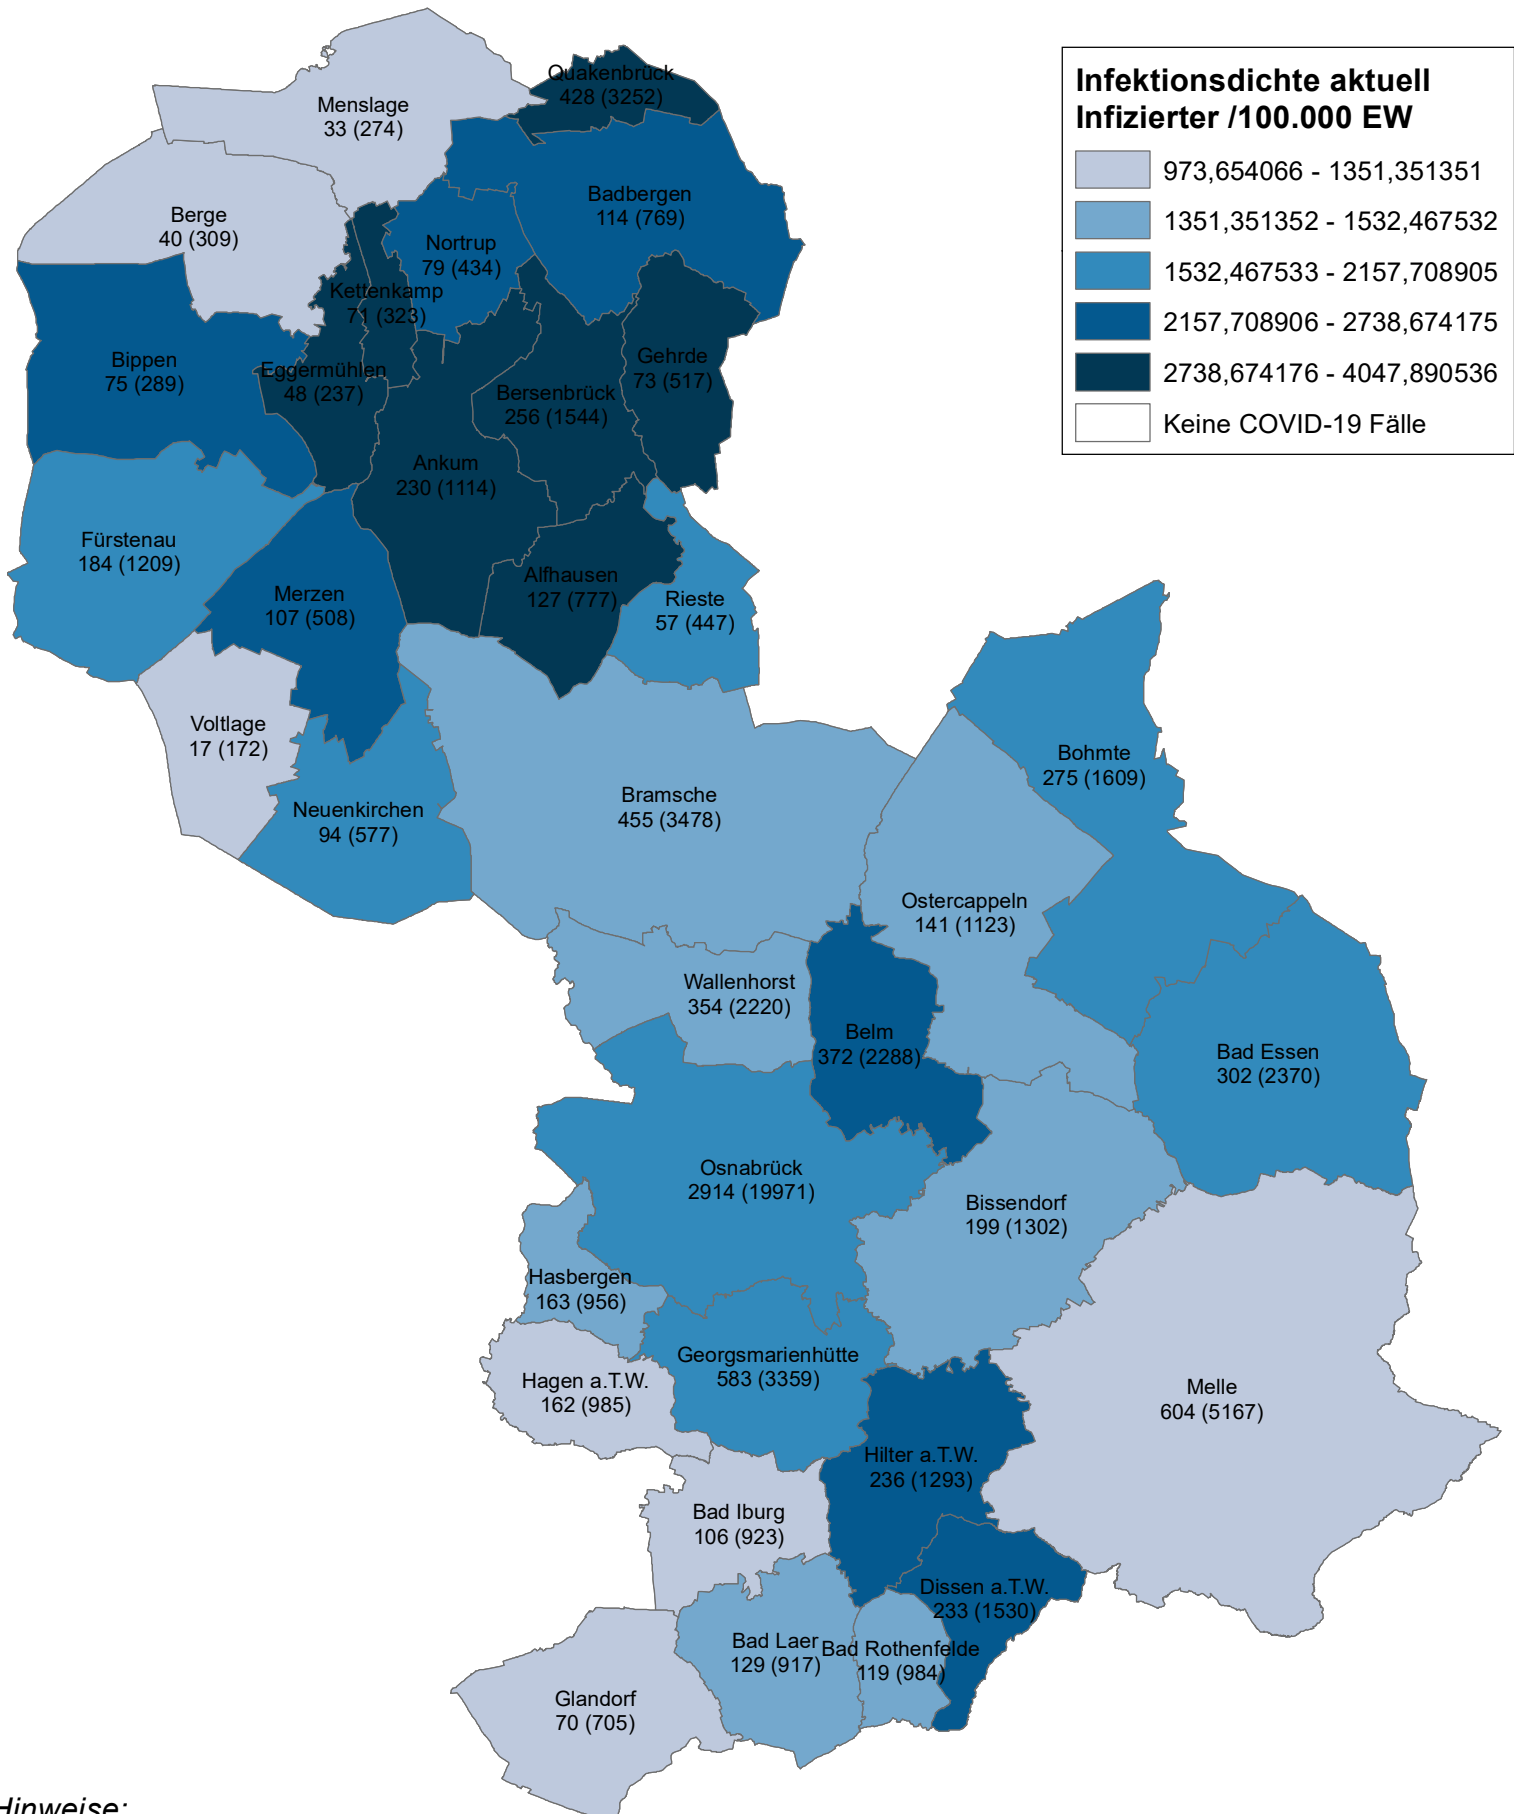 Quakenbrück
428 (3252)
Menslage
33 (274)
Badbergen
114 (769)
Berge
40 (309)
Nortrup
79 (434)
Kettenkamp
71 (323)
Bippen
75 (289)
Eggermühlen
48 (237)
Gehrde
73 (517)
Bersenbrück
256 (1544)
Ankum
230 (1114)
Fürstenau
184 (1209)
Merzen
107 (508)
Alfhausen
127 (777)
Rieste
57 (447)
Voltlage
17 (172)
Neuenkirchen
94 (577)
Bramsche
455 (3478)
Bohmte
275 (1609)
Ostercappeln
141 (1123)
Wallenhorst
354 (2220)
Belm
372 (2288)
Bad Essen
302 (2370)
Osnabrück
2914 (19971)
Bissendorf
199 (1302)
Hasbergen
163 (956)
Georgsmarienhütte
583 (3359)
Hagen a.T.W.
162 (985)
Melle
604 (5167)
Hilter a.T.W.
236 (1293)
Bad Iburg
106 (923)
Dissen a.T.W.
233 (1530)
Bad Laer
129 (917)
Bad Rothenfelde
119 (984)
Glandorf
70 (705)
Infektionsdichte aktuell
Infizierter /100.000 EW
973,654066 - 1351,351351
1351,351352 - 1532,467532
1532,467533 - 2157,708905
2157,708906 - 2738,674175
2738,674176 - 4047,890536
Keine COVID-19 Fälle
Hinweise: